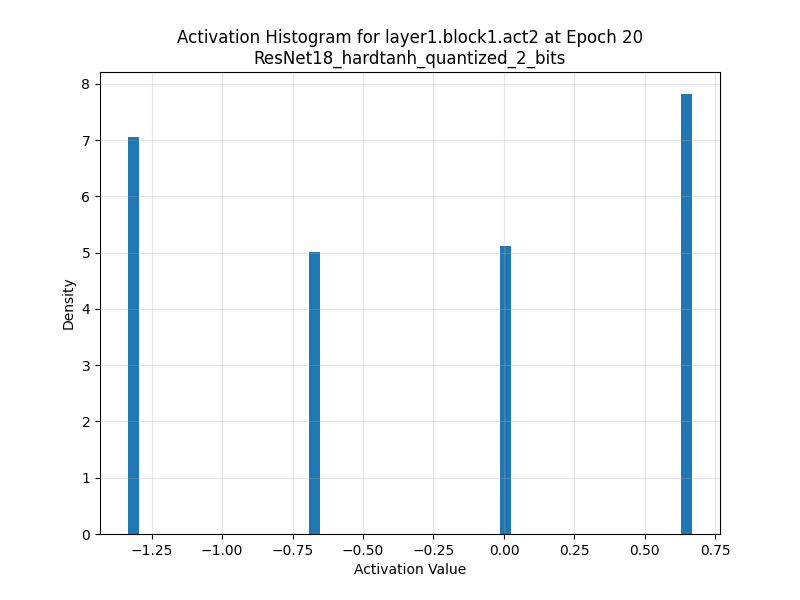 Activation Histogram for layer1.block1.act2 at Epoch 20
ResNet18_hardtanh_quantized_2_bits
8
7
6
5
4
3
2
1
0
Density
−1.25 −1.00 −0.75 −0.50 −0.25 0.00 0.25 0.50 0.75
Activation Value